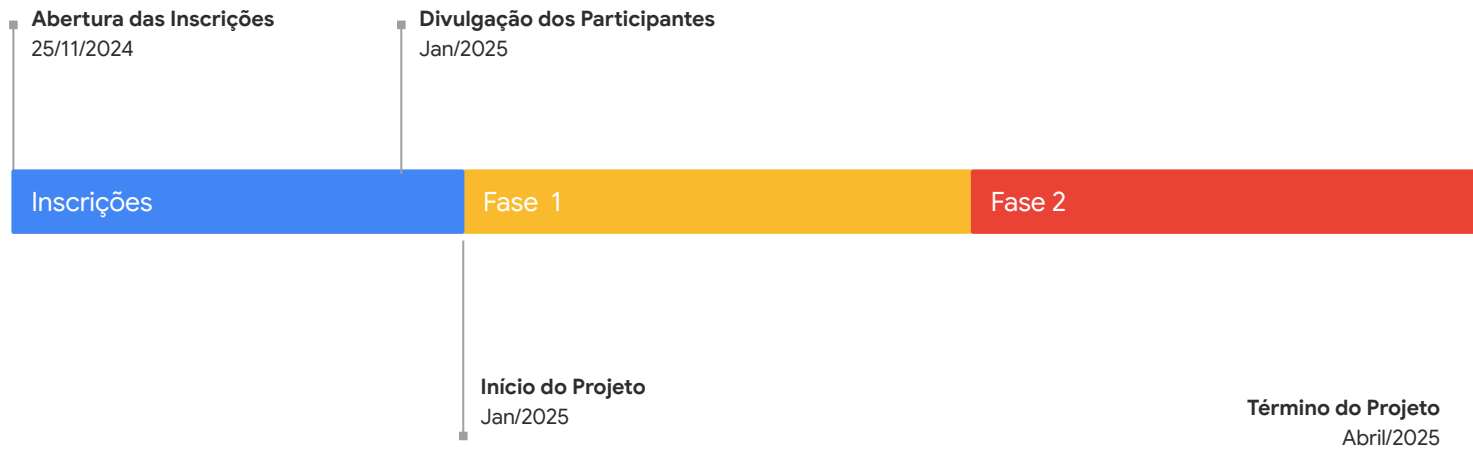 Abertura das Inscrições
25/11/2024
Divulgação dos Participantes
Jan/2025
Inscrições
Fase 1
Fase 2
Início do Projeto
Jan/2025
Término do Projeto
Abril/2025